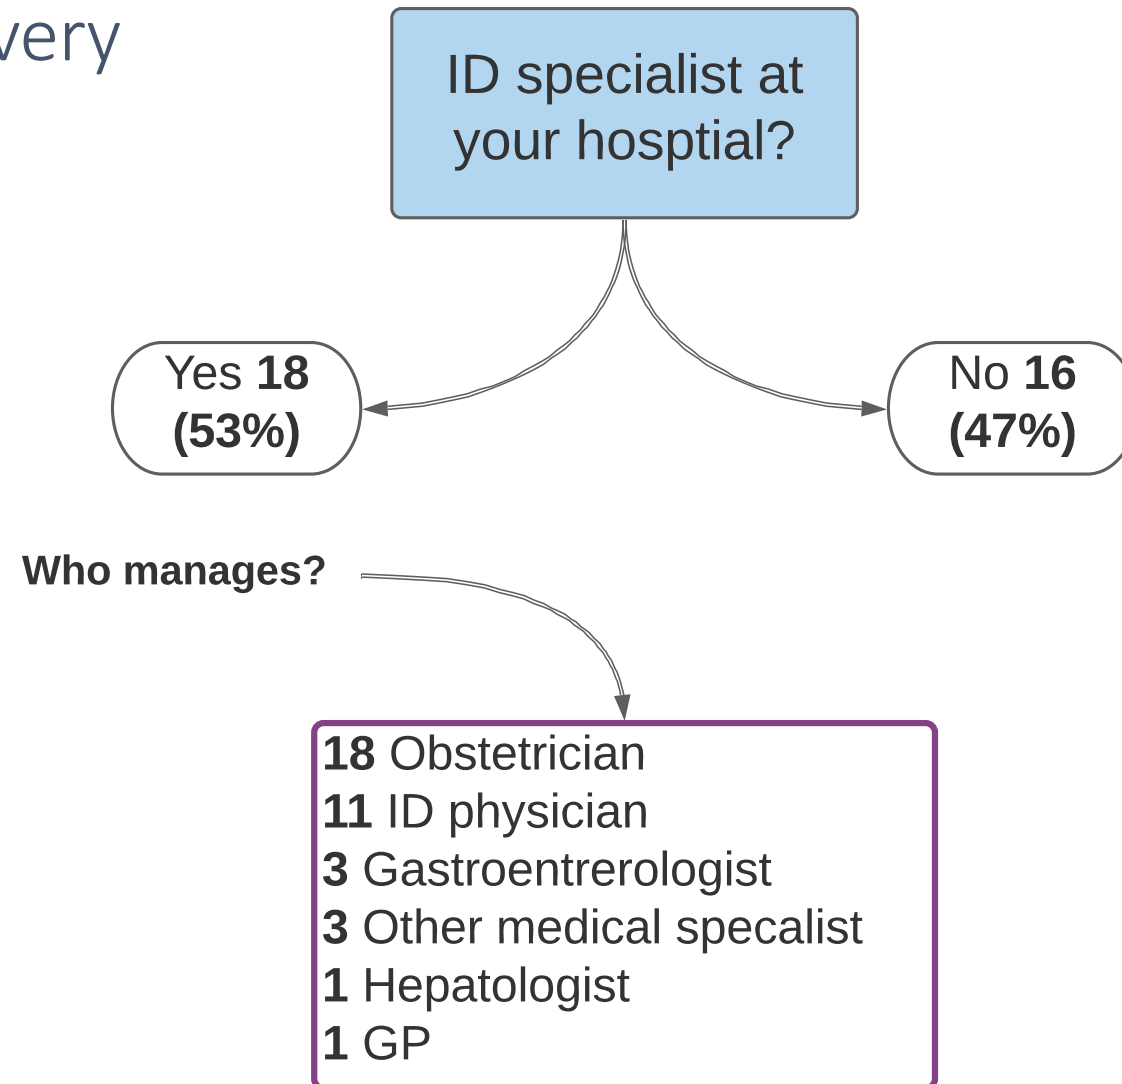 very
ID specialist at
your hosptial?
Yes 18
(53%)
No 16
(47%)
Who manages?
18 Obstetrician
11 ID physician
3 Gastroentrerologist
3 Other medical specalist
1 Hepatologist
1 GP